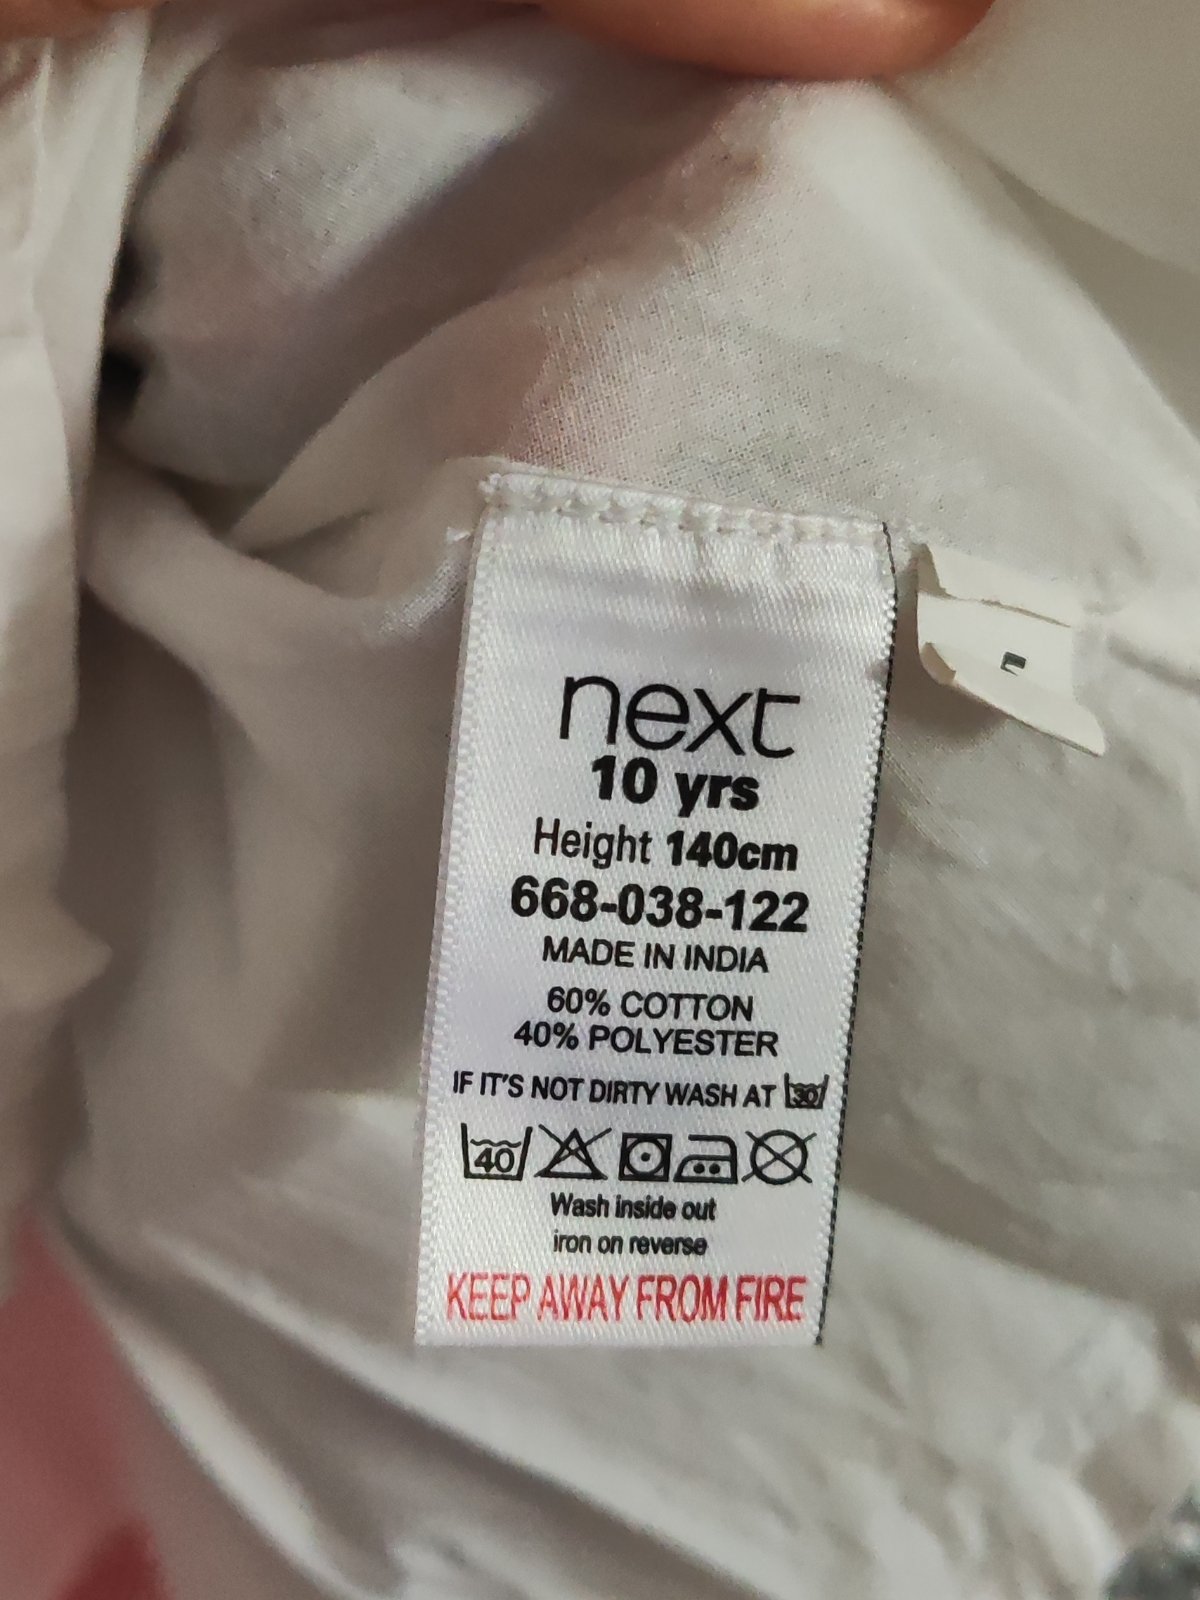 next
10 yrs
Height 140cm
668-038-122
MADE IN INDIA
60% COTTON
40% POLYESTER
IF IT'S NOT DIRTY WASH AT 30
40
Wash inside out
iron on reverse
KEEP AWAY FROM FIRE